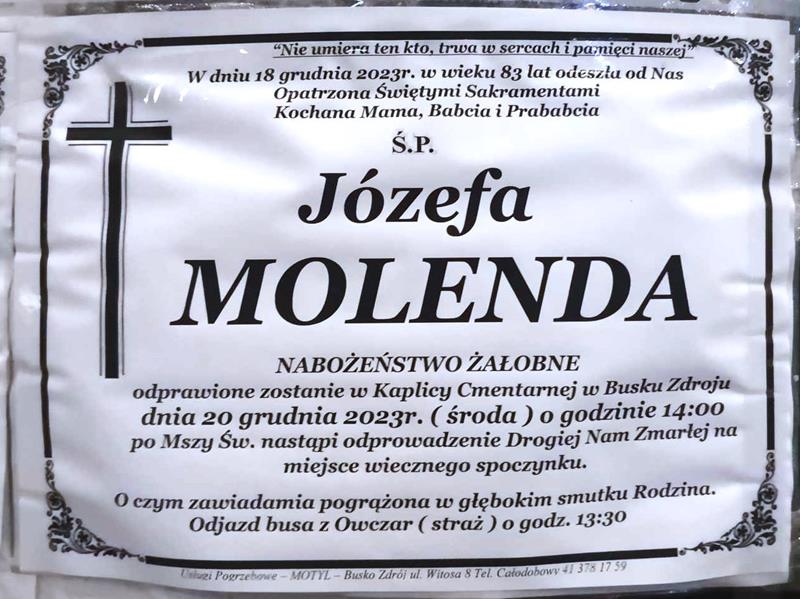 "Nie umiera ten kto, trwa w sercach i pamięci naszej"
W dniu 18 grudnia 2023r. w wieku 83 lat odeszła od Nas
Opatrzona Świętymi Sakramentami
Kochana Mama, Babcia i Prababcia
Ś.P.
Józefa
MOLENDA
NABOŻEŃSTWO ŻAŁOBNE
odprawione zostanie w Kaplicy Cmentarnej w Busku Zdroju
dnia 20 grudnia 2023r. ( środa ) o godzinie 14:00
po Mszy Św. nastąpi odprowadzenie Drogiej Nam Zmarłej na
miejsce wiecznego spoczynku.
O czym zawiadamia pogrążona w głębokim smutku Rodzina.
Odjazd busa z Owczar ( straż ) o godz. 13:30
Usługi Pogrzebowe – MOTYL – Busko Zdrój ul. Witosa 8 Tel. Całodobowy 41 378 17 59